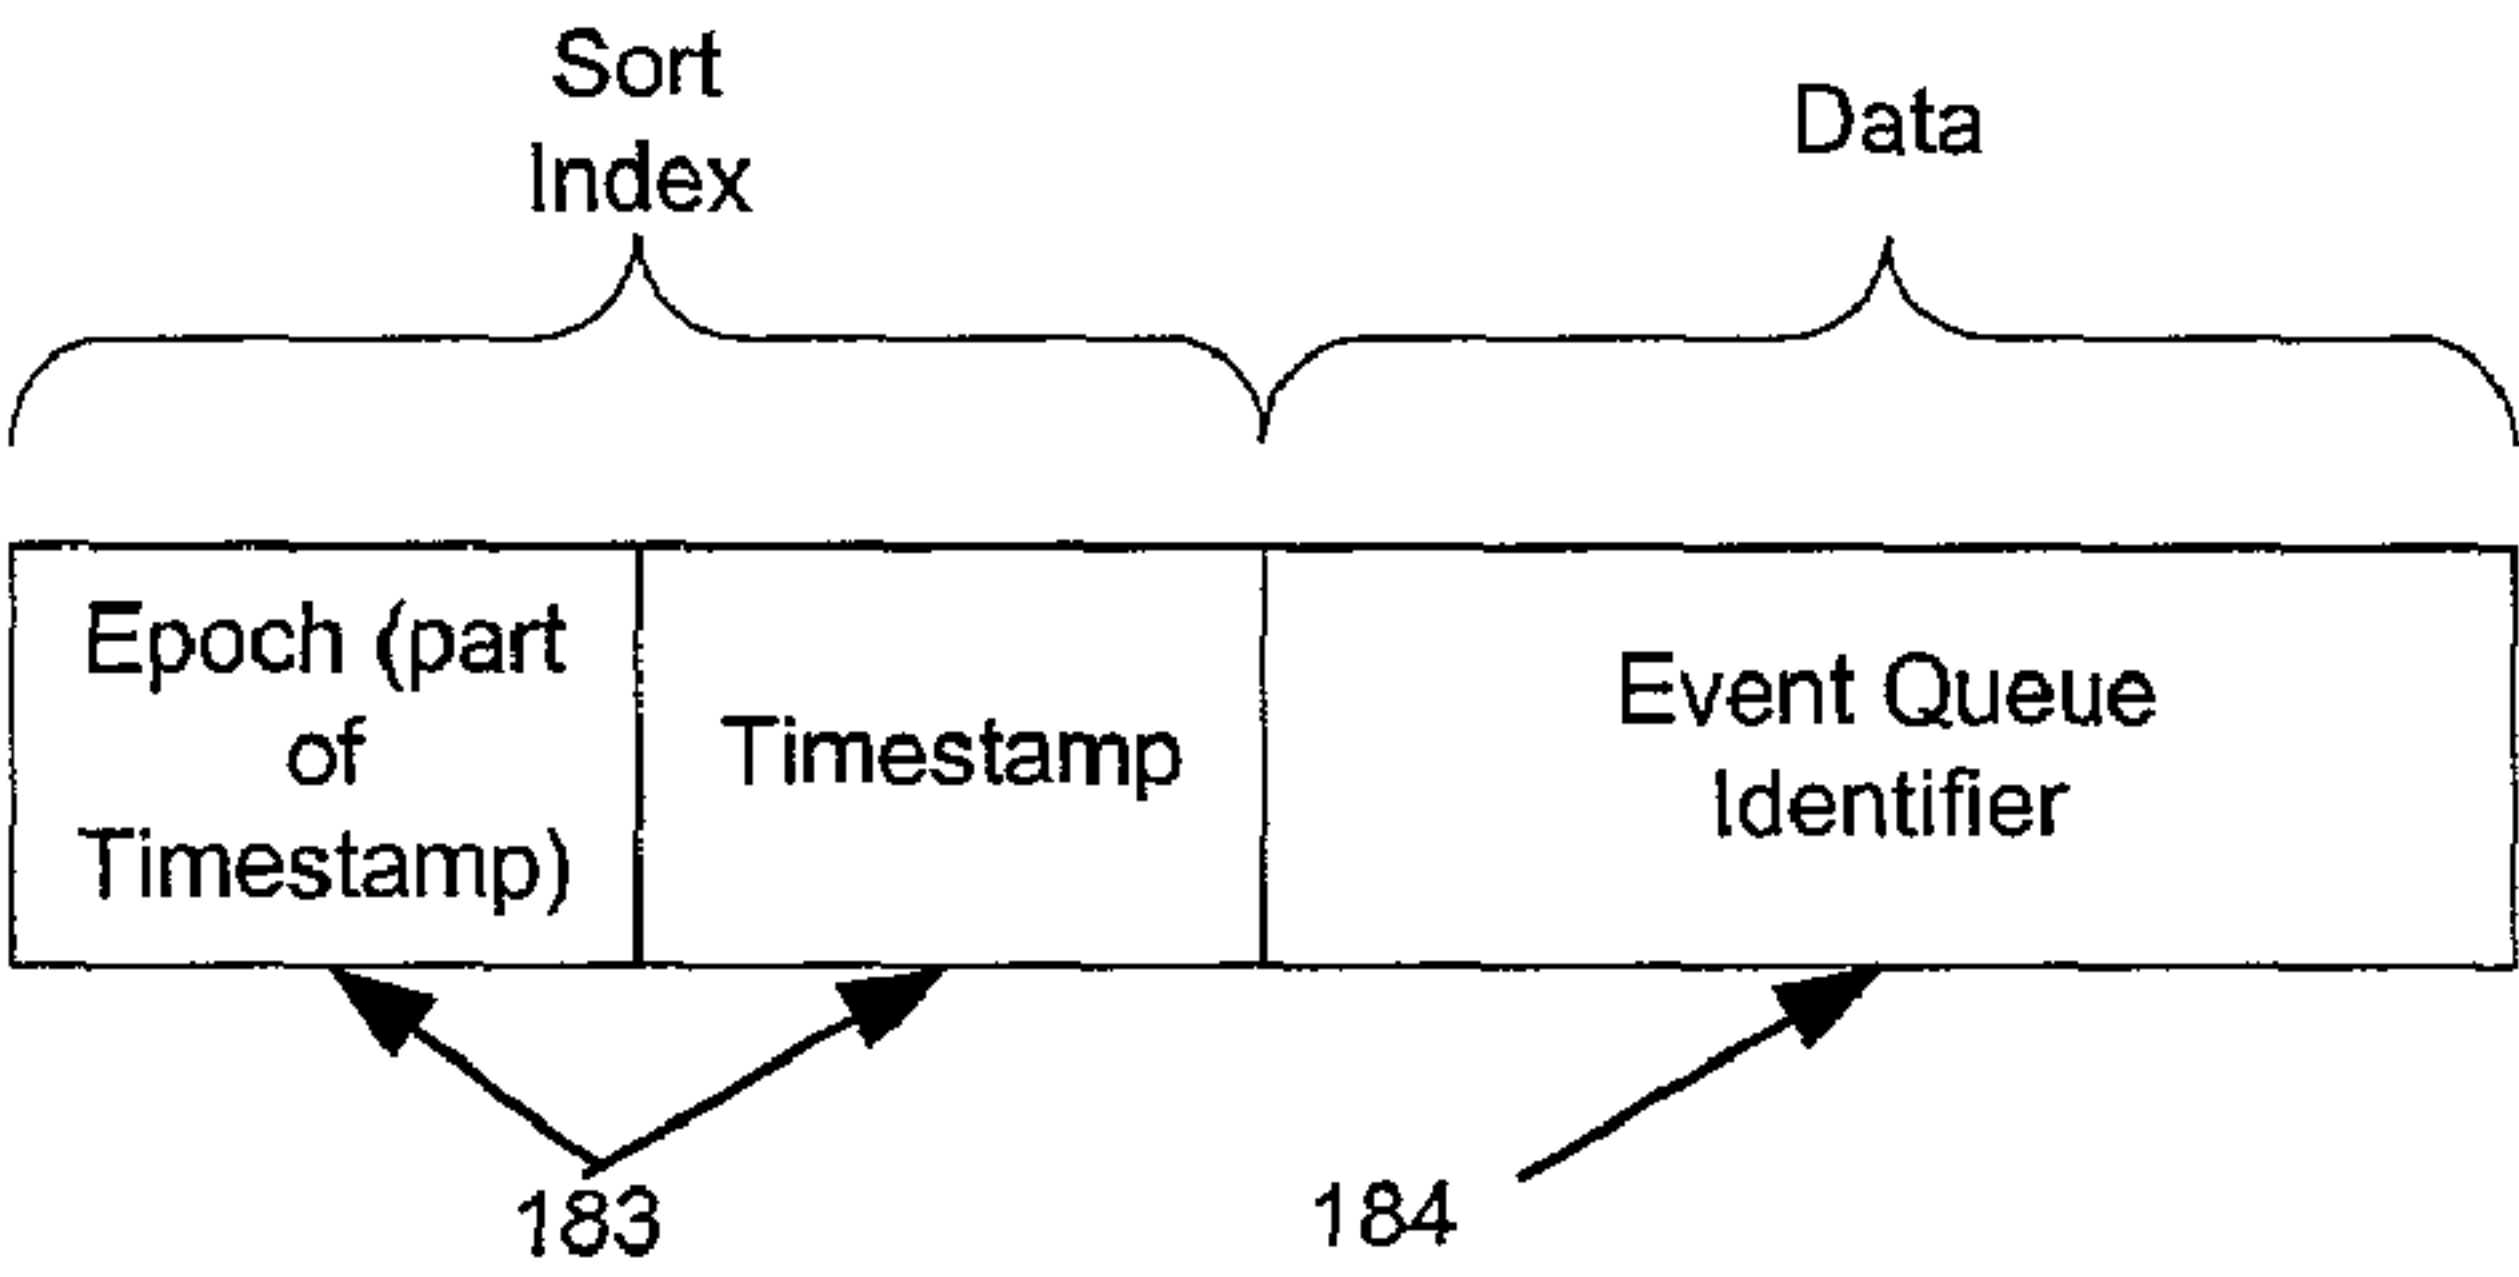 Sort
Index
Data
Epoch (part
of
Timestamp)
Timestamp
Event Queue
Identifier
183
184